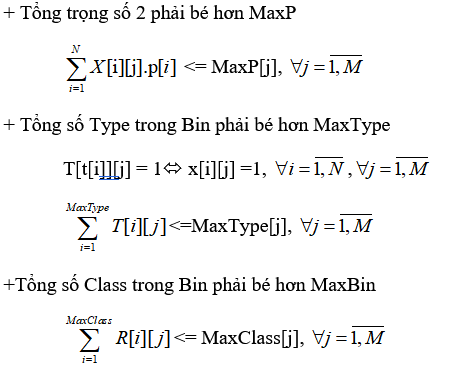 + Tổng trọng số 2 phải bé hơn MaxP
N
∑ X[i][j].p[i] <= MaxP[j], ∀j = 1,M
i=1
+ Tổng số Type trong Bin phải bé hơn MaxType
T[t[i]][j] = 1⇔ x[i][j] =1, ∀i = 1,N , ∀j = 1,M
MaxType
∑ T[i][j]<=MaxType[j], ∀j = 1,M
i=1
+Tổng số Class trong Bin phải bé hơn MaxBin
MaxClass
∑ R[i][j] <= MaxClass[j], ∀j = 1,M
i=1